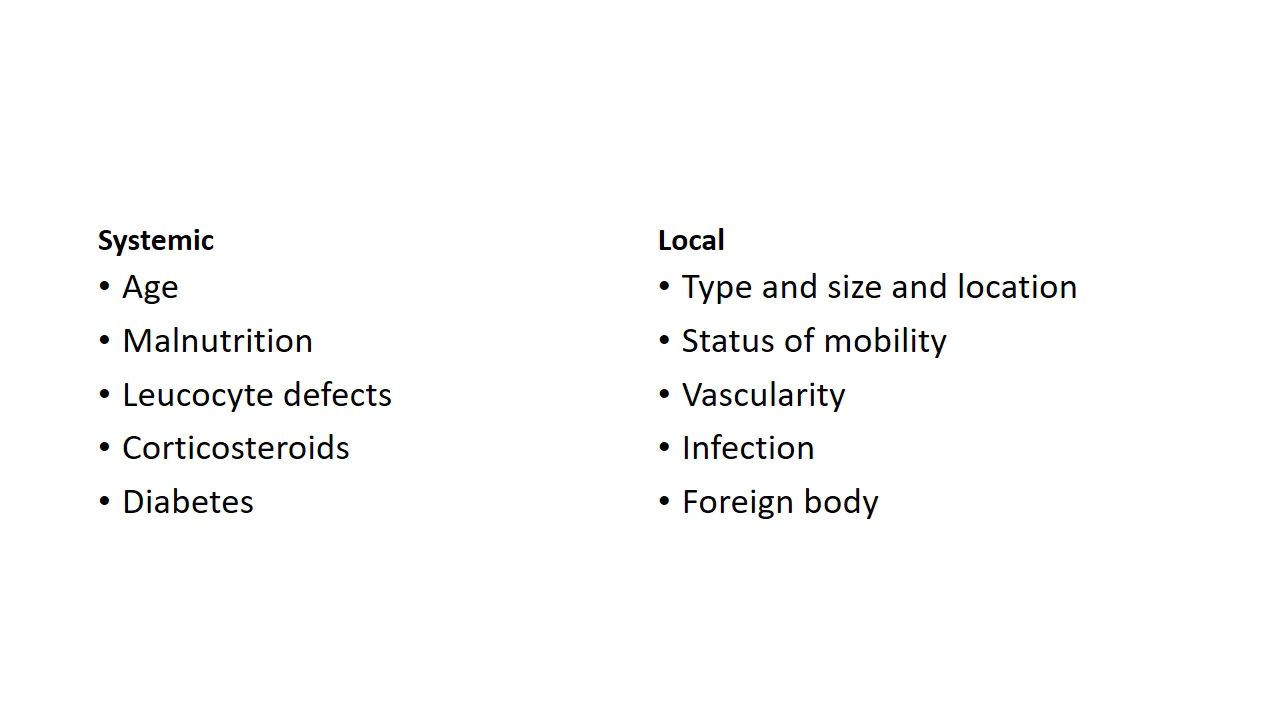 Systemic
• Age
• Malnutrition
• Leucocyte defects
• Corticosteroids
• Diabetes
Local
• Type and size and location
• Status of mobility
• Vascularity
• Infection
• Foreign body